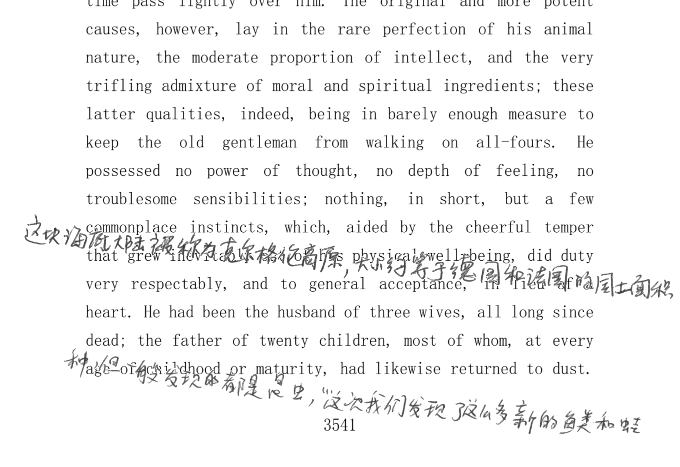 time pass lightly over him. The original and more potent
causes, however, lay in the rare perfection of his animal
nature, the moderate proportion of intellect, and the very
trifling admixture of moral and spiritual ingredients; these
latter qualities, indeed, being in barely enough measure to
keep the old gentleman from walking on all-fours. He
possessed no power of thought, no depth of feeling, no
troublesome sensibilities; nothing, in short, but a few
commonplace instincts, which, aided by the cheerful temper
这块海底大陆被称为克尔格伦高原，大小约等于德国和法国的国土面积
that grew inevitably out of his physical well-being, did duty
very respectably, and to general acceptance, in lieu of a
heart. He had been the husband of three wives, all long since
dead; the father of twenty children, most of whom, at every
age of childhood or maturity, had likewise returned to dust.
种，但一般发现的都是昆虫，“这次我们发现了这么多新的鱼类和蛙
3541